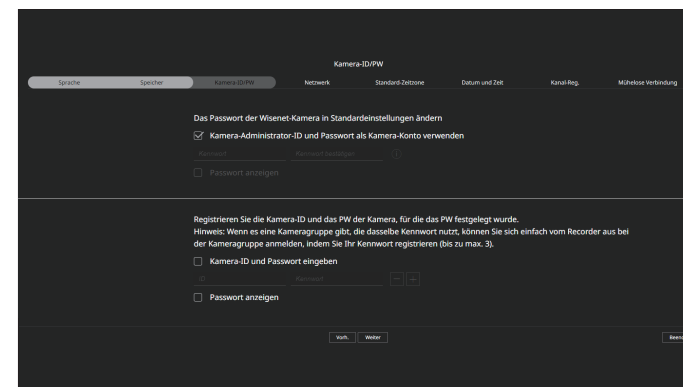 Kamera-ID/PW
Sprache Speicher Kamera-ID/PW Netzwerk Standard-Zeitzone Datum und Zeit Kanal-Reg. Mühelose Verbindung
Das Passwort der Wisenet-Kamera in Standardeinstellungen ändern
Kamera-Administrator-ID und Passwort als Kamera-Konto verwenden
Kennwort Kennwort bestätigen
Passwort anzeigen
Registrieren Sie die Kamera-ID und das PW der Kamera, für die das PW festgelegt wurde.
Hinweis: Wenn es eine Kameragruppe gibt, die dasselbe Kennwort nutzt, können Sie sich einfach vom Recorder aus bei
der Kameragruppe anmelden, indem Sie Ihr Kennwort registrieren (bis zu max. 3).
Kamera-ID und Passwort eingeben
ID Kennwort
Passwort anzeigen
Vorh. Weiter